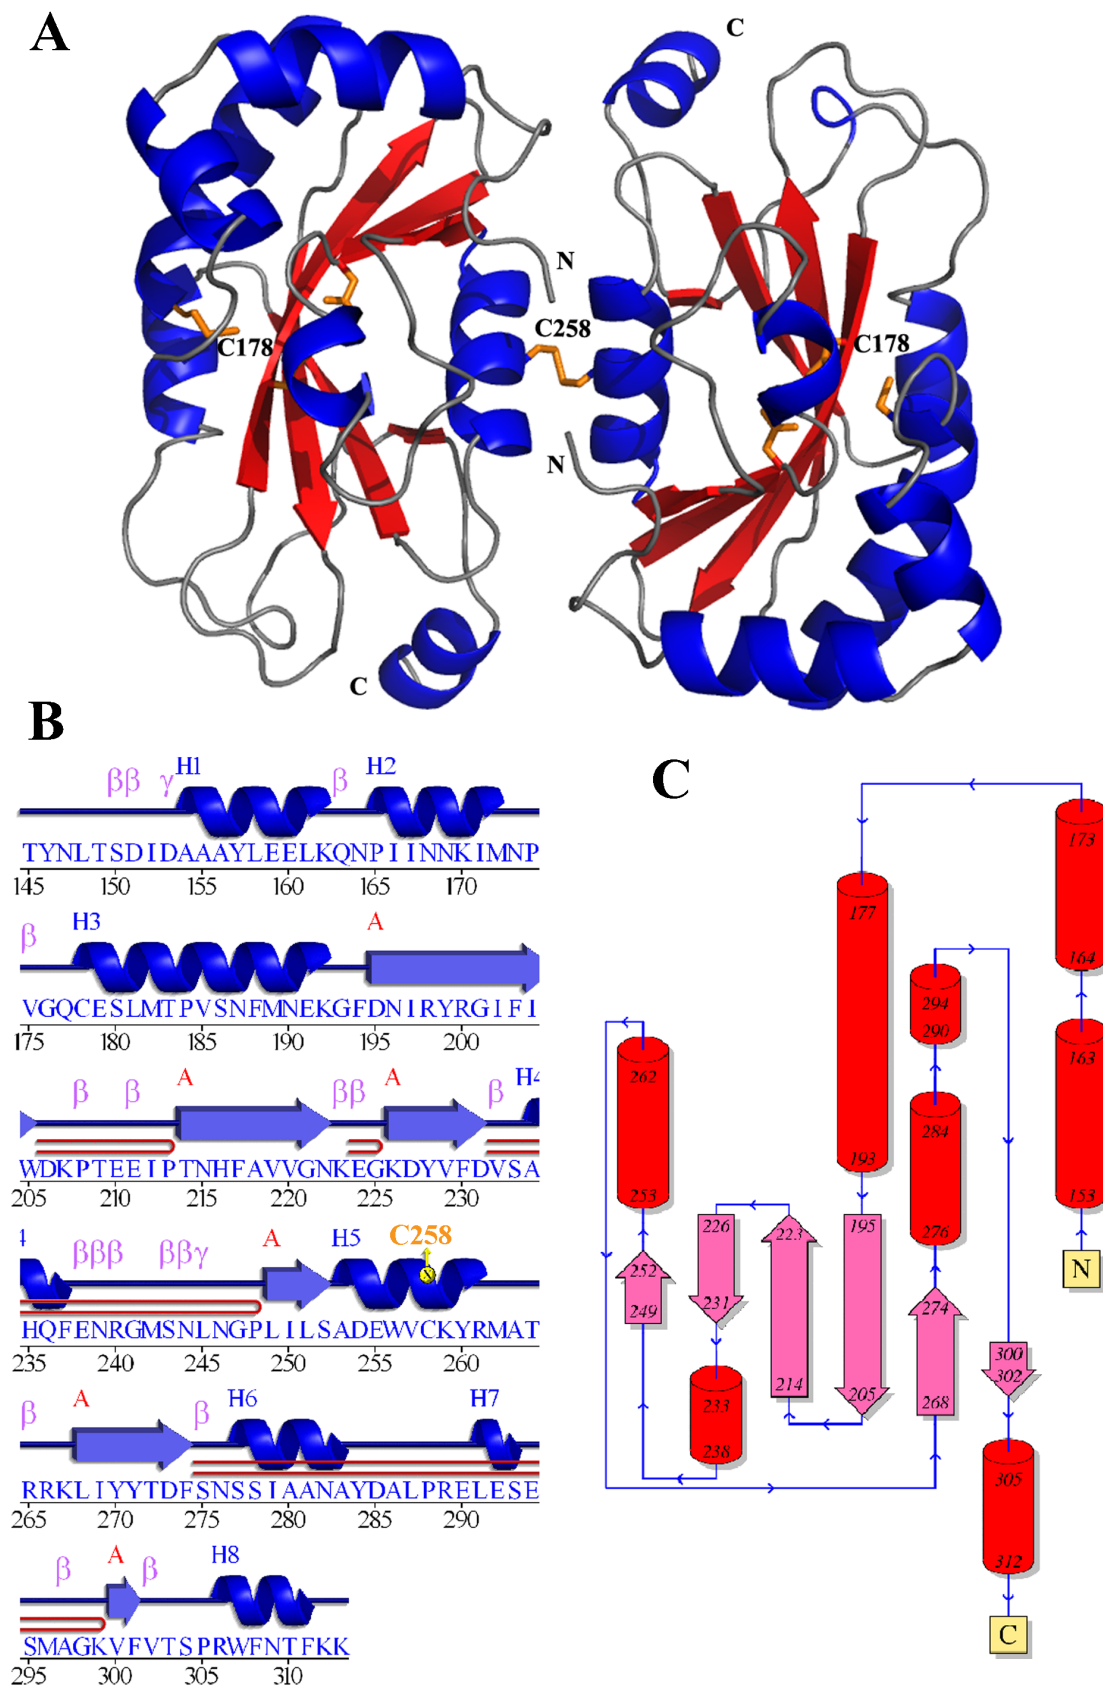 A
C
N
C258
C178
C178
N
C
B
ββ γ H1 β H2
TYNLTSDIDAAAYLEELKQNPIINNKIMNP
145 150 155 160 165 170
β H3 A
VGQCESLMTPVSNFMNEKGFDNIRYRGIFI
175 180 185 190 195 200
β β A ββ A β H4
WDKPTEEIPTNHFAVVGNKEGKDYVFDVSA
205 210 215 220 225 230
4 βββ ββγ A H5 C258
N
HQFENRGMSNLNGPLILSADEWVCKYRMAT
235 240 245 250 255 260
β A β H6 H7
RRKLIYYTDFSNSSIAANAYDALPRELESE
265 270 275 280 285 290
β A β H8
SMAGKVFVTSPRWFNTFKK
295 300 305 310
C
173
177
164
294
290
163
262
284
193
153
253
276
226
223
195
N
252
274
249
231
300
302
214
205
268
233
238
305
312
C